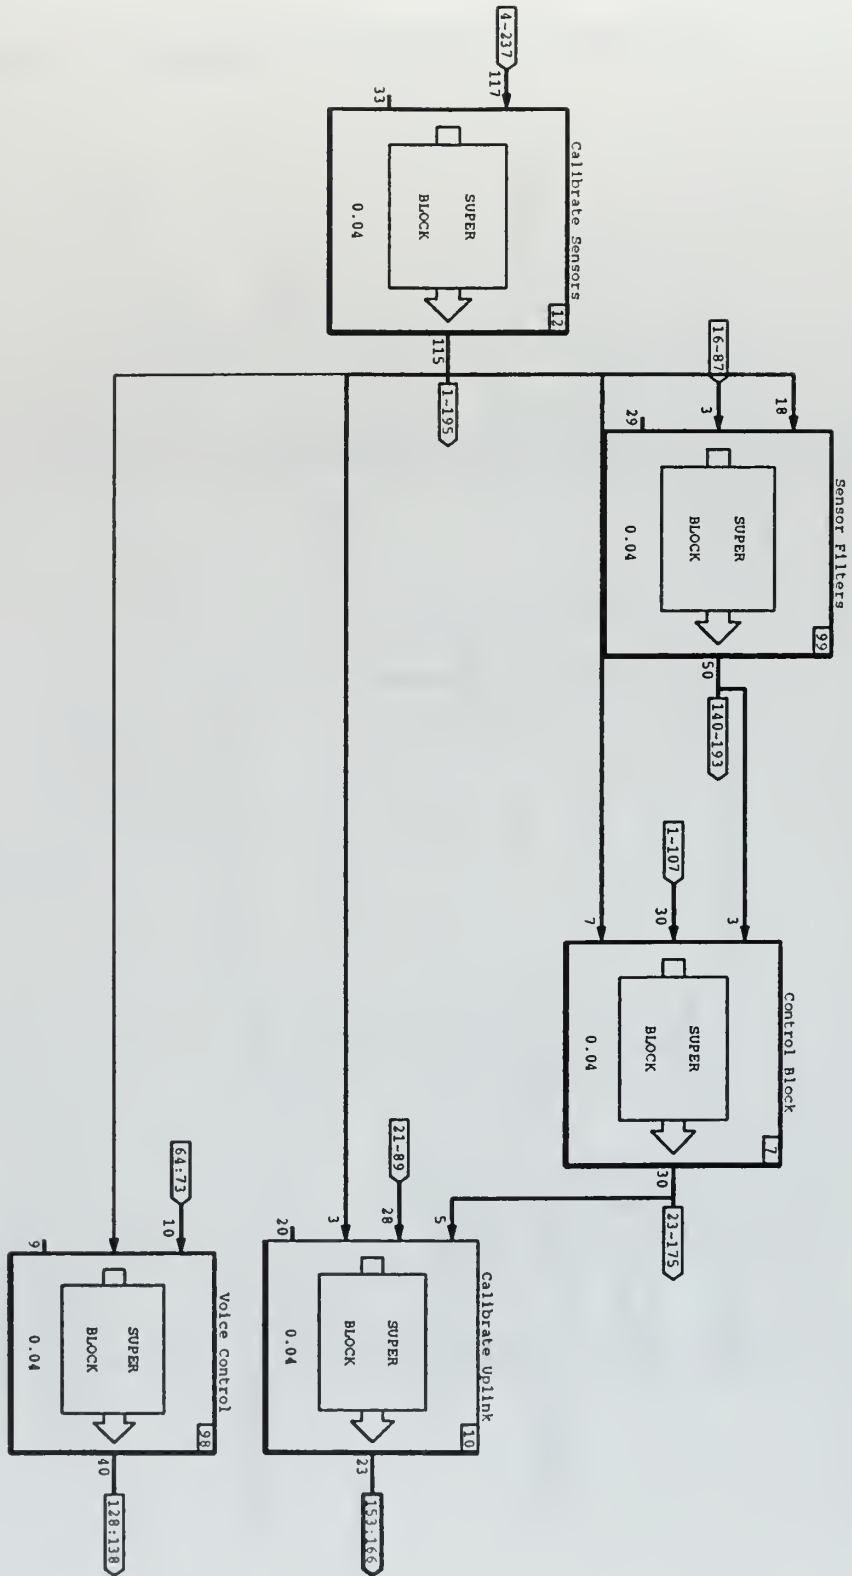 Calibrate Sensors
4~237
117
33
SUPER
BLOCK
0.04
12
115
1~195
Sensor Filters
18
16~87
3
29
SUPER
BLOCK
0.04
99
50
140~193
Control Block
3
1~107
30
7
SUPER
BLOCK
0.04
7
30
23~175
Calibrate Uplink
5
21~89
28
3
20
SUPER
BLOCK
0.04
10
23
153:166
Voice Control
64:73
10
9
SUPER
BLOCK
0.04
98
40
128:138